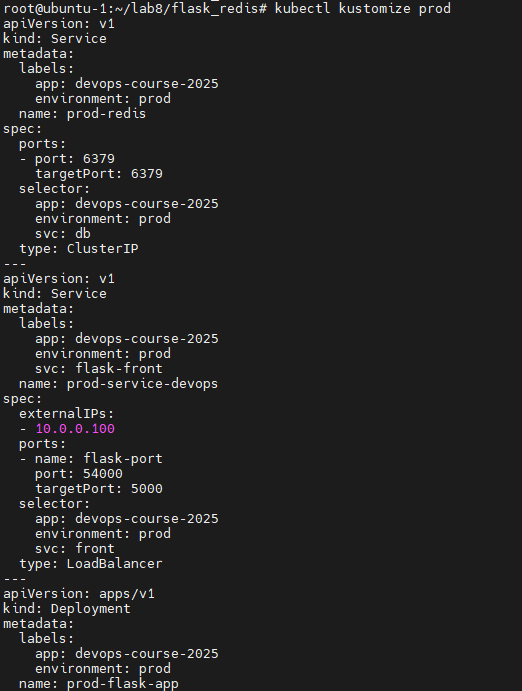 root@ubuntu-1:~/lab8/flask_redis# kubectl kustomize prod
apiVersion: v1
kind: Service
metadata:
  labels:
    app: devops-course-2025
    environment: prod
  name: prod-redis
spec:
  ports:
  - port: 6379
    targetPort: 6379
  selector:
    app: devops-course-2025
    environment: prod
    svc: db
  type: ClusterIP
---
apiVersion: v1
kind: Service
metadata:
  labels:
    app: devops-course-2025
    environment: prod
    svc: flask-front
  name: prod-service-devops
spec:
  externalIPs:
  - 10.0.0.100
  ports:
  - name: flask-port
    port: 54000
    targetPort: 5000
  selector:
    app: devops-course-2025
    environment: prod
    svc: front
  type: LoadBalancer
---
apiVersion: apps/v1
kind: Deployment
metadata:
  labels:
    app: devops-course-2025
    environment: prod
  name: prod-flask-app